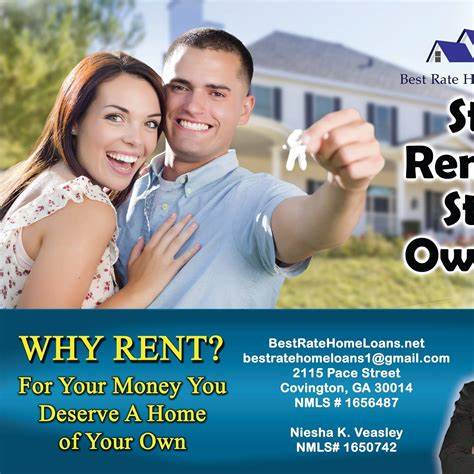 Best Rate H
St
Ren
St
Ow
WHY RENT?
For Your Money You
Deserve A Home
of Your Own
BestRateHomeLoans.net
bestratehomeloans1@gmail.com
2115 Pace Street
Covington, GA 30014
NMLS # 1656487
Niesha K. Veasley
NMLS# 1650742